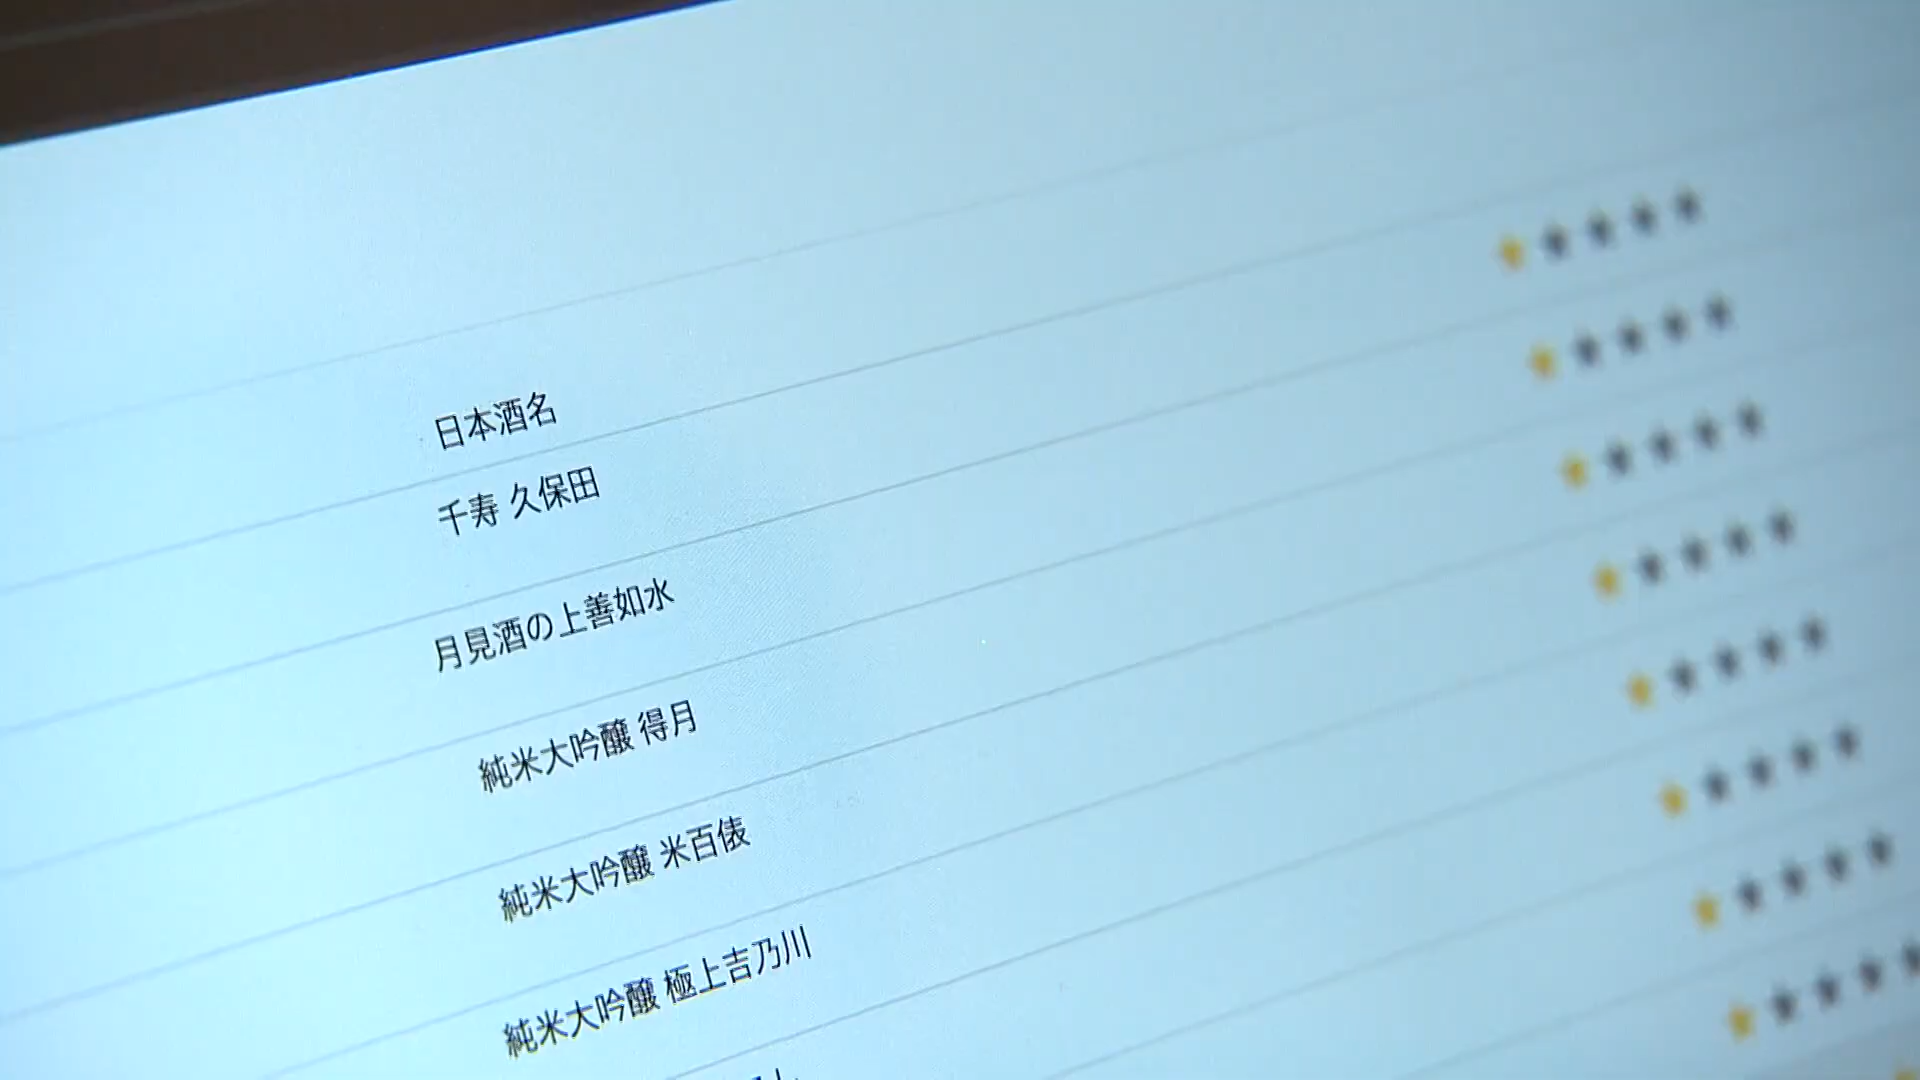 日本酒名
千寿 久保田
月見酒の上善如水
純米大吟醸 得月
純米大吟醸 米百俵
純米大吟醸 極上吉乃川